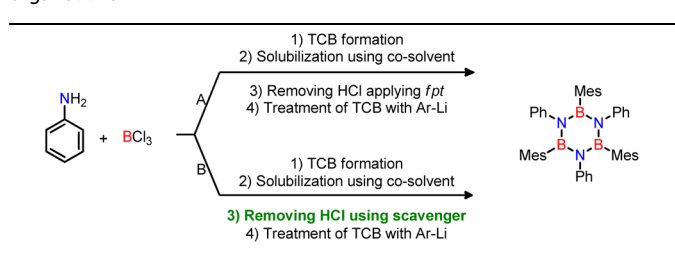 1) TCB formation
2) Solubilization using co-solvent
3) Removing HCl applying fpt
4) Treatment of TCB with Ar-Li
A
NH2
+ BCl3
B
1) TCB formation
2) Solubilization using co-solvent
3) Removing HCl using scavenger
4) Treatment of TCB with Ar-Li
Mes
Ph B Ph
N N
B B
Mes N Mes
Ph